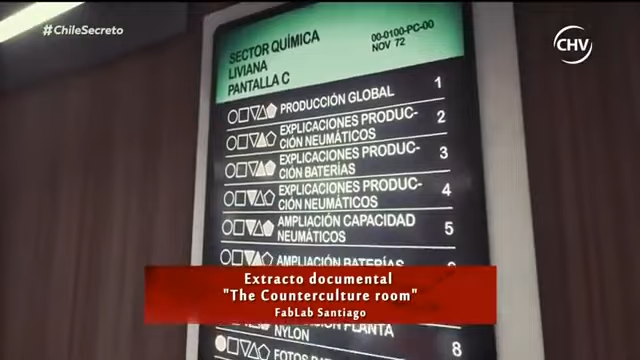 #ChileSecreto
CHV
SECTOR QUÍMICA
LIVIANA
PANTALLA C
00-0100-PC-00
NOV 72
PRODUCCIÓN GLOBAL 1
EXPLICACIONES PRODUC-
CIÓN NEUMÁTICOS 2
EXPLICACIONES PRODUC-
CIÓN BATERÍAS 3
EXPLICACIONES PRODUC-
CIÓN NEUMÁTICOS 4
AMPLIACIÓN CAPACIDAD
NEUMÁTICOS 5
AMPLIACIÓN BATERÍAS
Extracto documental
"The Counterculture room"
FabLab Santiago
PLANTA
NYLON
8
FOTOS